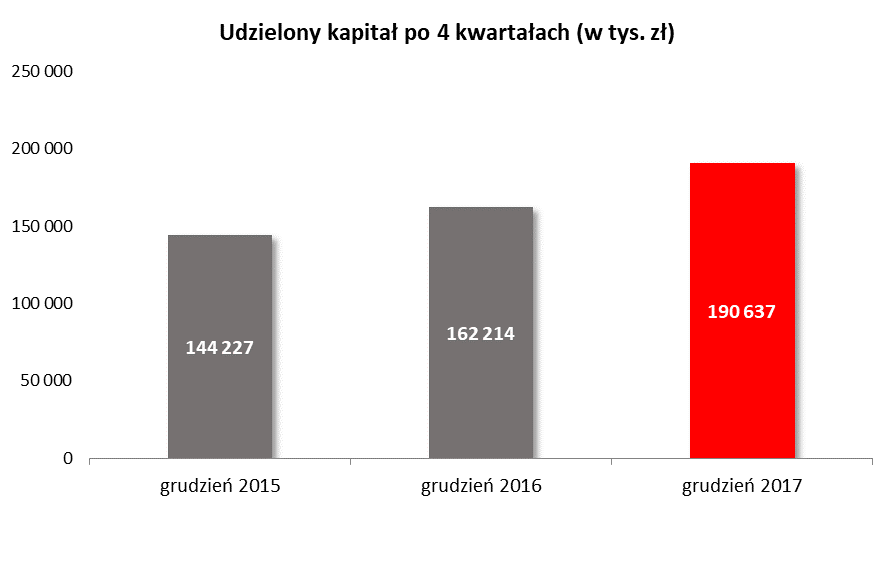 Udzielony kapitał po 4 kwartałach (w tys. zł)
250 000
200 000
150 000
100 000
50 000
0
144 227
162 214
190 637
grudzień 2015
grudzień 2016
grudzień 2017